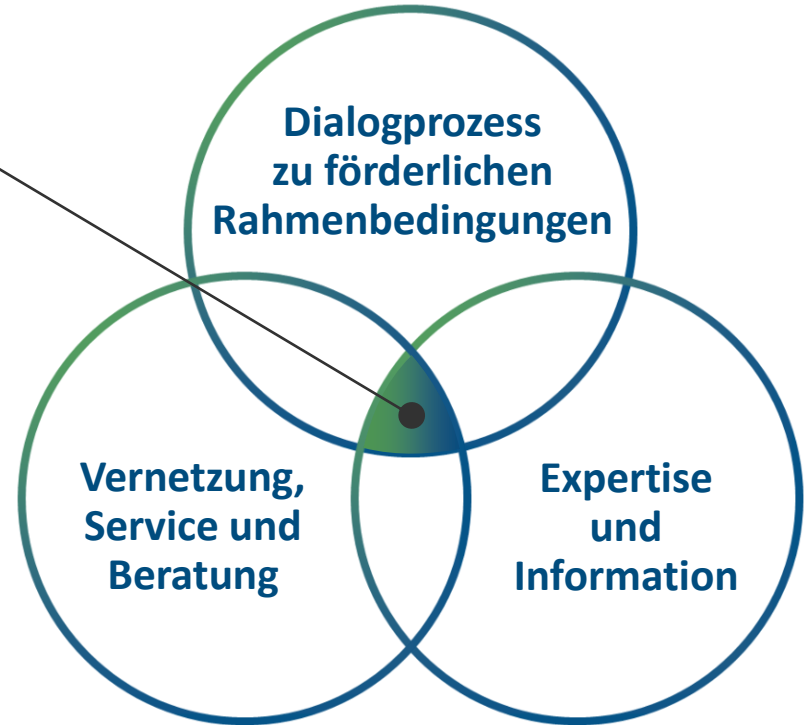 Dialogprozess
zu förderlichen
Rahmenbedingungen
Vernetzung,
Service und
Beratung
Expertise
und
Information